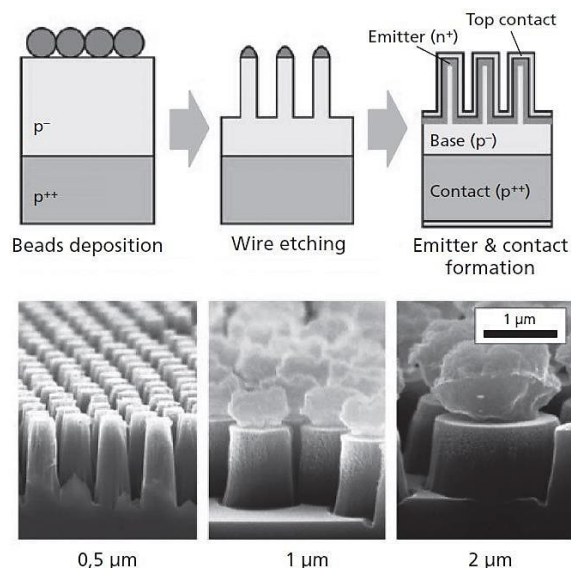 Emitter (n⁺)
Top contact
p⁻
p⁺⁺
Base (p⁻)
Contact (p⁺⁺)
Beads deposition
Wire etching
Emitter & contact
formation
1 µm
0,5 µm
1 µm
2 µm